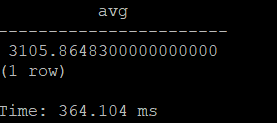 avg
-----------------------
3105.8648300000000000
(1 row)
Time: 364.104 ms